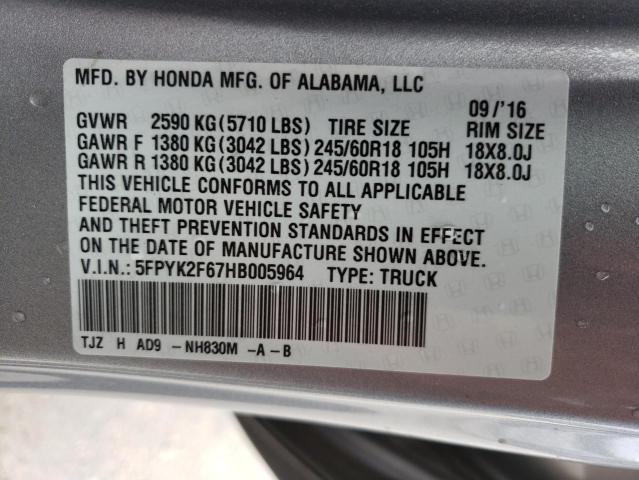 MFD. BY HONDA MFG. OF ALABAMA, LLC
09/'16
GVWR 2590 KG(5710 LBS) TIRE SIZE RIM SIZE
GAWR F 1380 KG(3042 LBS) 245/60R18 105H 18X8.0J
GAWR R 1380 KG(3042 LBS) 245/60R18 105H 18X8.0J
THIS VEHICLE CONFORMS TO ALL APPLICABLE
FEDERAL MOTOR VEHICLE SAFETY
AND THEFT PREVENTION STANDARDS IN EFFECT
ON THE DATE OF MANUFACTURE SHOWN ABOVE.
V.I.N.: 5FPYK2F67HB005964 TYPE: TRUCK
TJZ H AD9 -NH830M -A-B